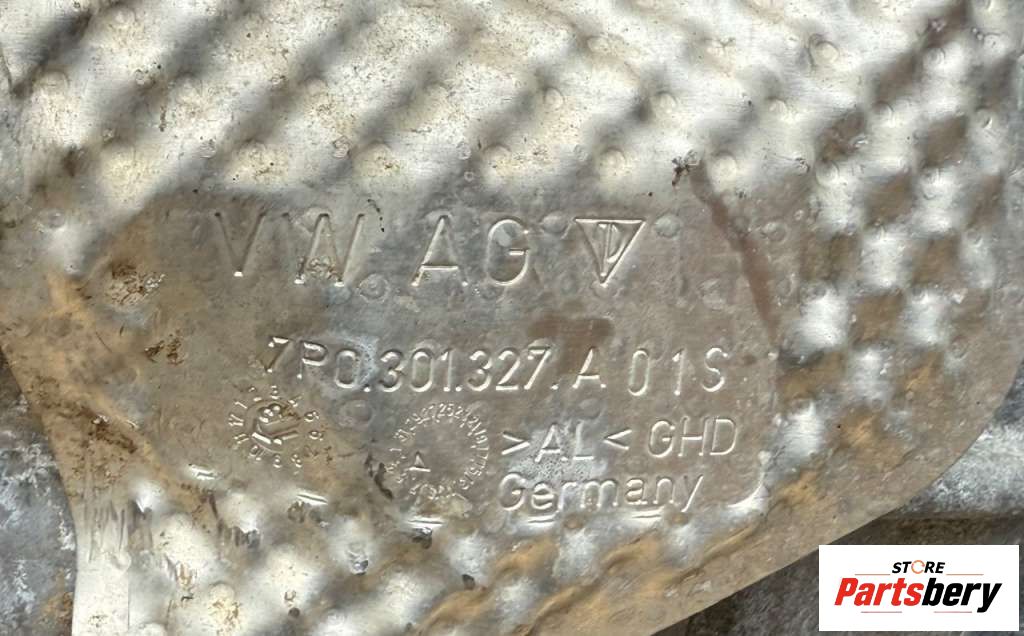 VW AG
7P0.301.327.A 01S
>AL< GHD
Germany
STORE
Partsbery